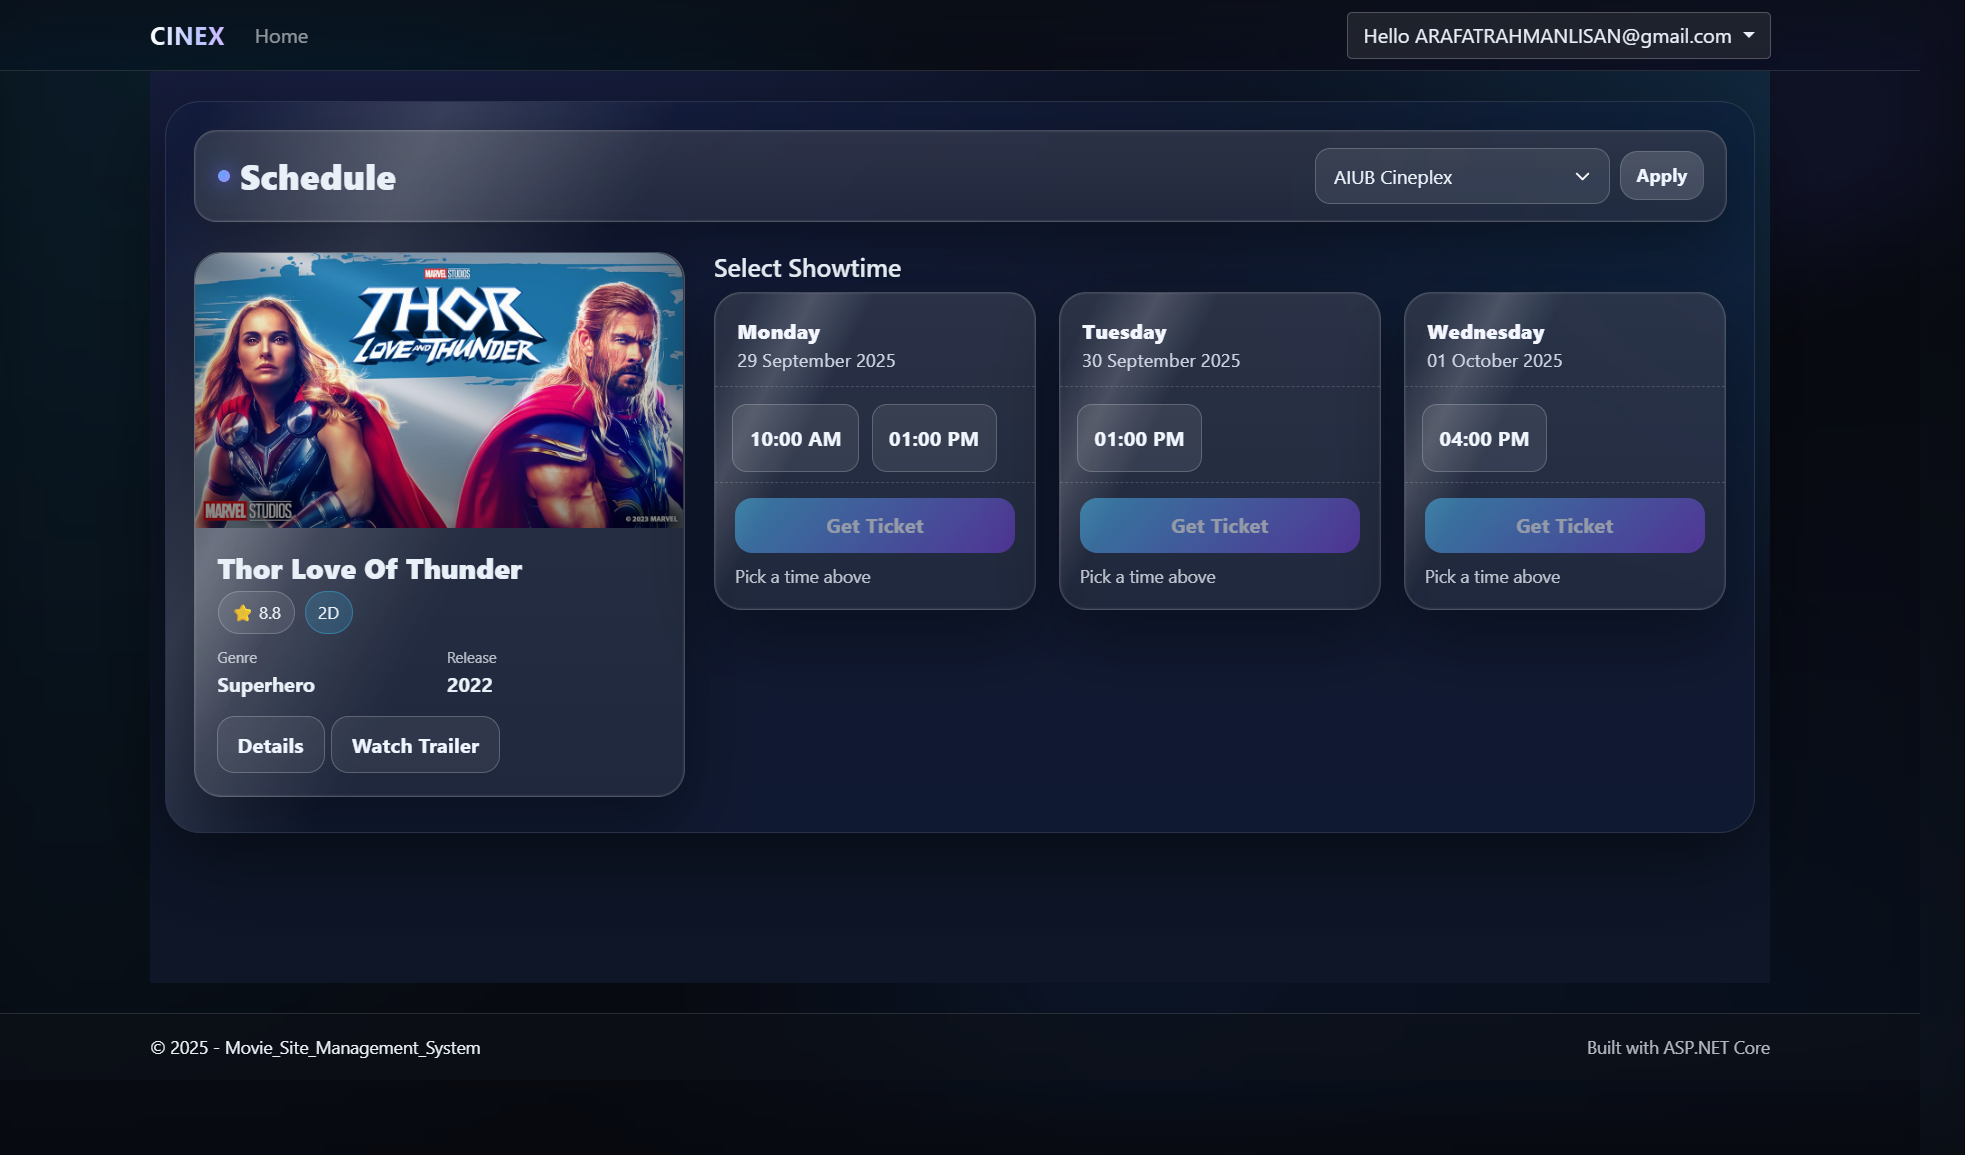 CINEX Home Hello ARAFATRAHMANLISAN@gmail.com
Schedule AIUB Cineplex Apply
MARVEL STUDIOS
THOR
LOVE AND THUNDER
MARVEL STUDIOS
© 2023 MARVEL
Thor Love Of Thunder
8.8 2D
Genre Release
Superhero 2022
Details Watch Trailer
Select Showtime
Monday
29 September 2025
10:00 AM 01:00 PM
Get Ticket
Pick a time above
Tuesday
30 September 2025
01:00 PM
Get Ticket
Pick a time above
Wednesday
01 October 2025
04:00 PM
Get Ticket
Pick a time above
© 2025 - Movie_Site_Management_System Built with ASP.NET Core